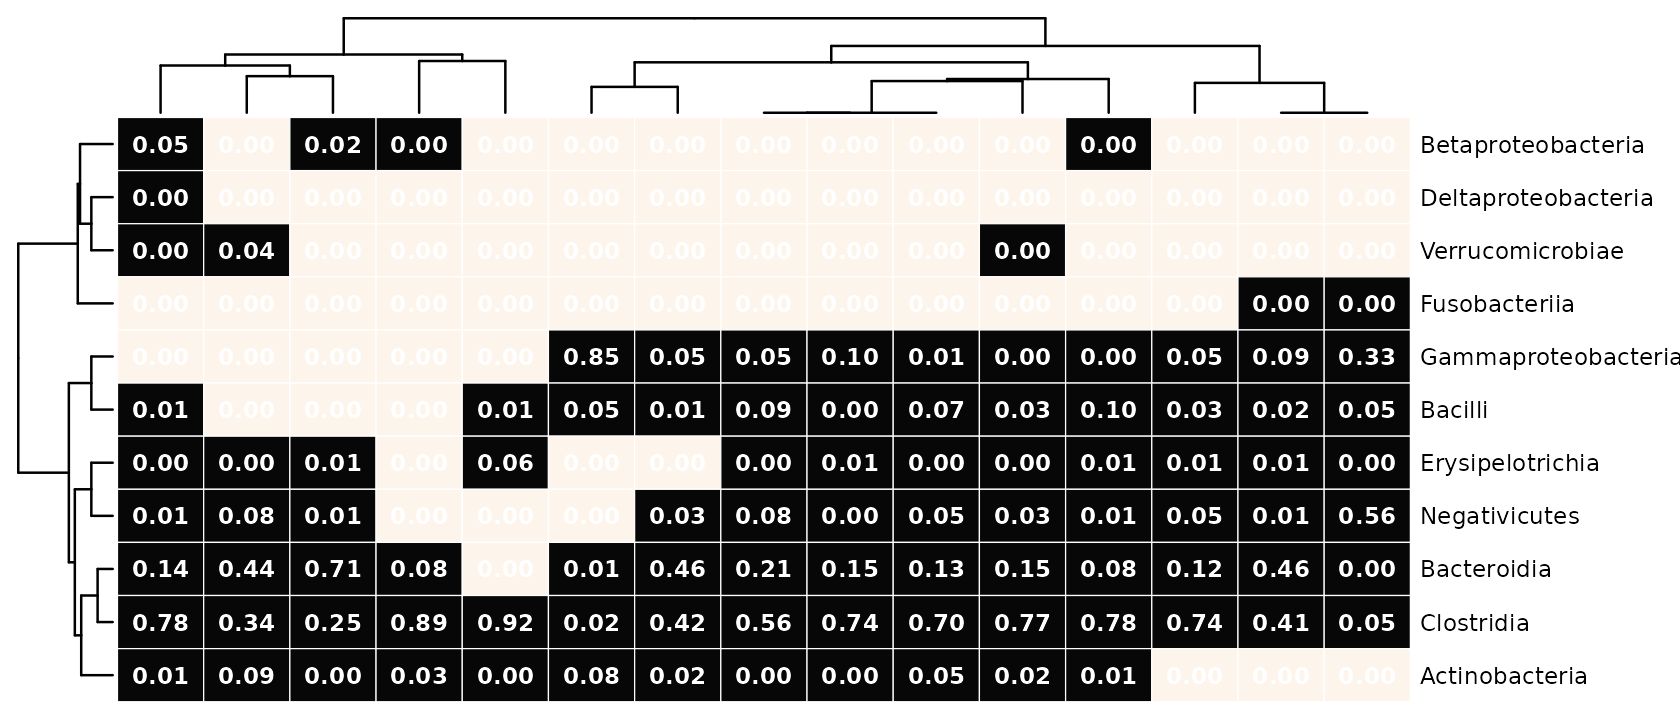 0.05 0.00 0.02 0.00 0.00 0.00 0.00 0.00 0.00 0.00 0.00 0.00 0.00 0.00 0.00 Betaproteobacteria
0.00 0.00 0.00 0.00 0.00 0.00 0.00 0.00 0.00 0.00 0.00 0.00 0.00 0.00 0.00 Deltaproteobacteria
0.00 0.04 0.00 0.00 0.00 0.00 0.00 0.00 0.00 0.00 0.00 0.00 0.00 0.00 0.00 Verrucomicrobiae
0.00 0.00 0.00 0.00 0.00 0.00 0.00 0.00 0.00 0.00 0.00 0.00 0.00 0.00 0.00 Fusobacteriia
0.00 0.00 0.00 0.00 0.00 0.85 0.05 0.05 0.10 0.01 0.00 0.00 0.05 0.09 0.33 Gammaproteobacteria
0.01 0.00 0.00 0.00 0.01 0.05 0.01 0.09 0.00 0.07 0.03 0.10 0.03 0.02 0.05 Bacilli
0.00 0.00 0.01 0.00 0.06 0.00 0.00 0.00 0.01 0.00 0.00 0.01 0.01 0.01 0.00 Erysipelotrichia
0.01 0.08 0.01 0.00 0.00 0.00 0.03 0.08 0.00 0.05 0.03 0.01 0.05 0.01 0.56 Negativicutes
0.14 0.44 0.71 0.08 0.00 0.01 0.46 0.21 0.15 0.13 0.15 0.08 0.12 0.46 0.00 Bacteroidia
0.78 0.34 0.25 0.89 0.92 0.02 0.42 0.56 0.74 0.70 0.77 0.78 0.74 0.41 0.05 Clostridia
0.01 0.09 0.00 0.03 0.00 0.08 0.02 0.00 0.00 0.05 0.02 0.01 0.00 0.00 0.00 Actinobacteria